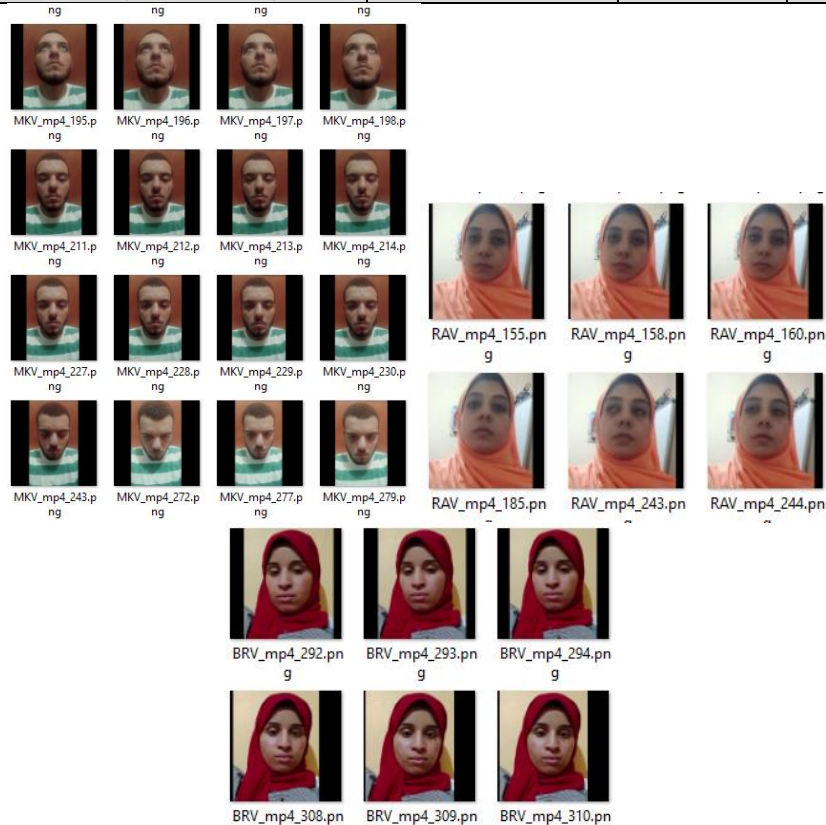 ng ng ng ng
MKV_mp4_195.p MKV_mp4_196.p MKV_mp4_197.p MKV_mp4_198.p
ng ng ng ng
MKV_mp4_211.p MKV_mp4_212.p MKV_mp4_213.p MKV_mp4_214.p
ng ng ng ng
MKV_mp4_227.p MKV_mp4_228.p MKV_mp4_229.p MKV_mp4_230.p
ng ng ng ng
MKV_mp4_243.p MKV_mp4_272.p MKV_mp4_277.p MKV_mp4_279.p
ng ng ng ng
RAV_mp4_155.pn RAV_mp4_158.pn RAV_mp4_160.pn
g g g
RAV_mp4_185.pn RAV_mp4_243.pn RAV_mp4_244.pn
BRV_mp4_292.pn BRV_mp4_293.pn BRV_mp4_294.pn
g g g
BRV_mp4_308.pn BRV_mp4_309.pn BRV_mp4_310.pn